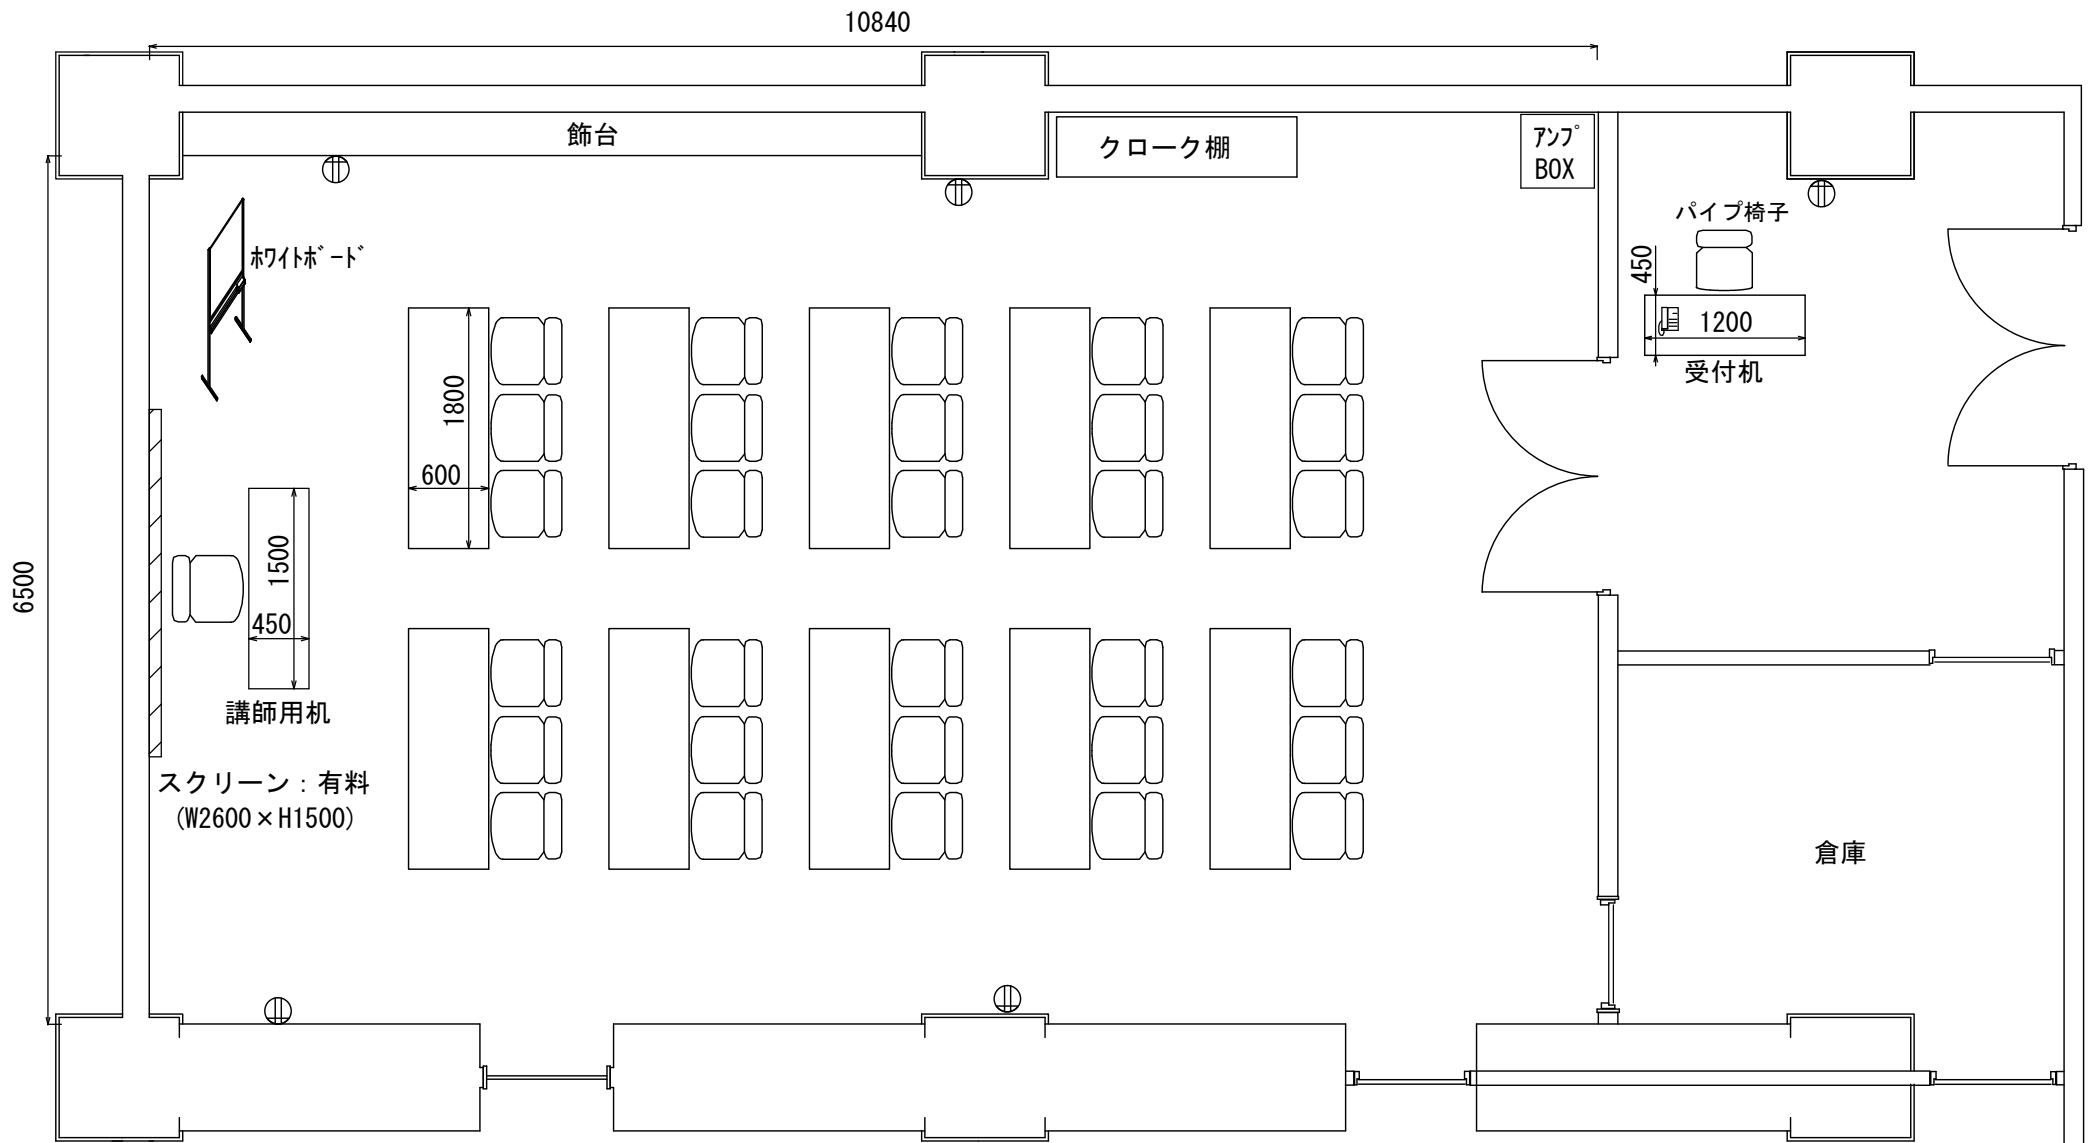 10840
飾台
クローク棚
ｱﾝﾌﾟ
BOX
パイプ椅子
ﾎﾜｲﾄﾎﾞｰﾄﾞ
450
1200
受付机
1800
600
6500
1500
450
講師用机
スクリーン：有料
(W2600×H1500)
倉庫